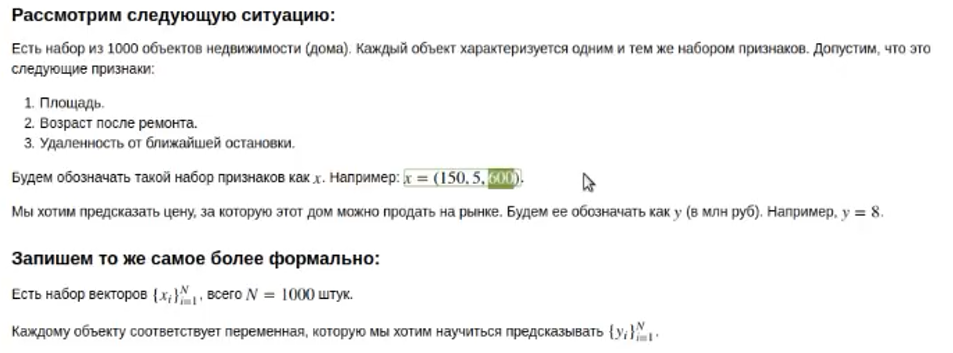 Рассмотрим следующую ситуацию:
Есть набор из 1000 объектов недвижимости (дома). Каждый объект характеризуется одним и тем же набором признаков. Допустим, что это
следующие признаки:
1. Площадь.
2. Возраст после ремонта.
3. Удаленность от ближайшей остановки.
Будем обозначать такой набор признаков как x. Например: x = (150, 5, 600).
Мы хотим предсказать цену, за которую этот дом можно продать на рынке. Будем ее обозначать как y (в млн руб). Например, y = 8.
Запишем то же самое более формально:
Есть набор векторов {x_i}_{i=1}^N, всего N = 1000 штук.
Каждому объекту соответствует переменная, которую мы хотим научиться предсказывать {y_i}_{i=1}^N.